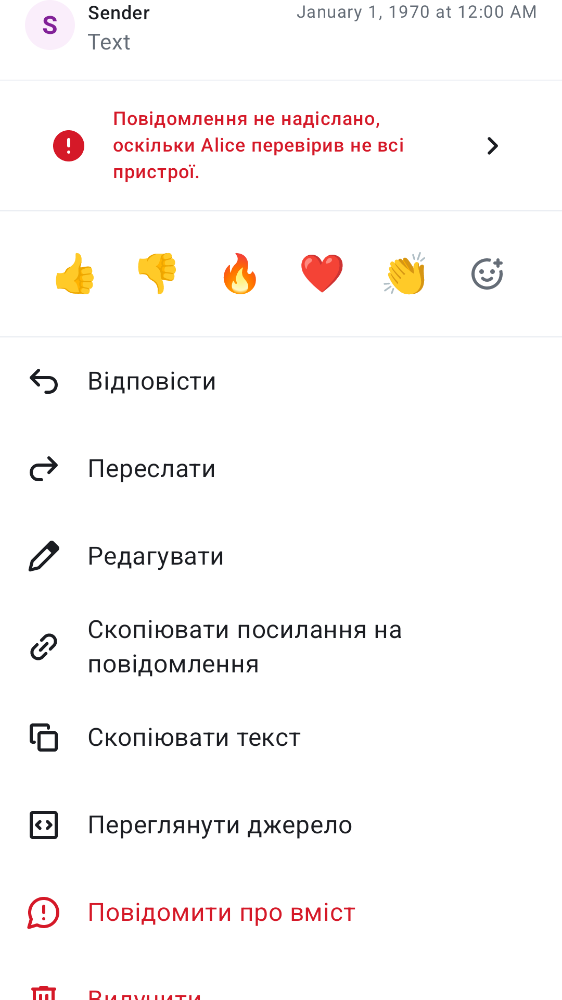 S
Sender
January 1, 1970 at 12:00 AM
Text
Повідомлення не надіслано,
оскільки Alice перевірив не всі
пристрої.
Відповісти
Переслати
Редагувати
Скопіювати посилання на
повідомлення
Скопіювати текст
Переглянути джерело
Повідомити про вміст
Вилучити